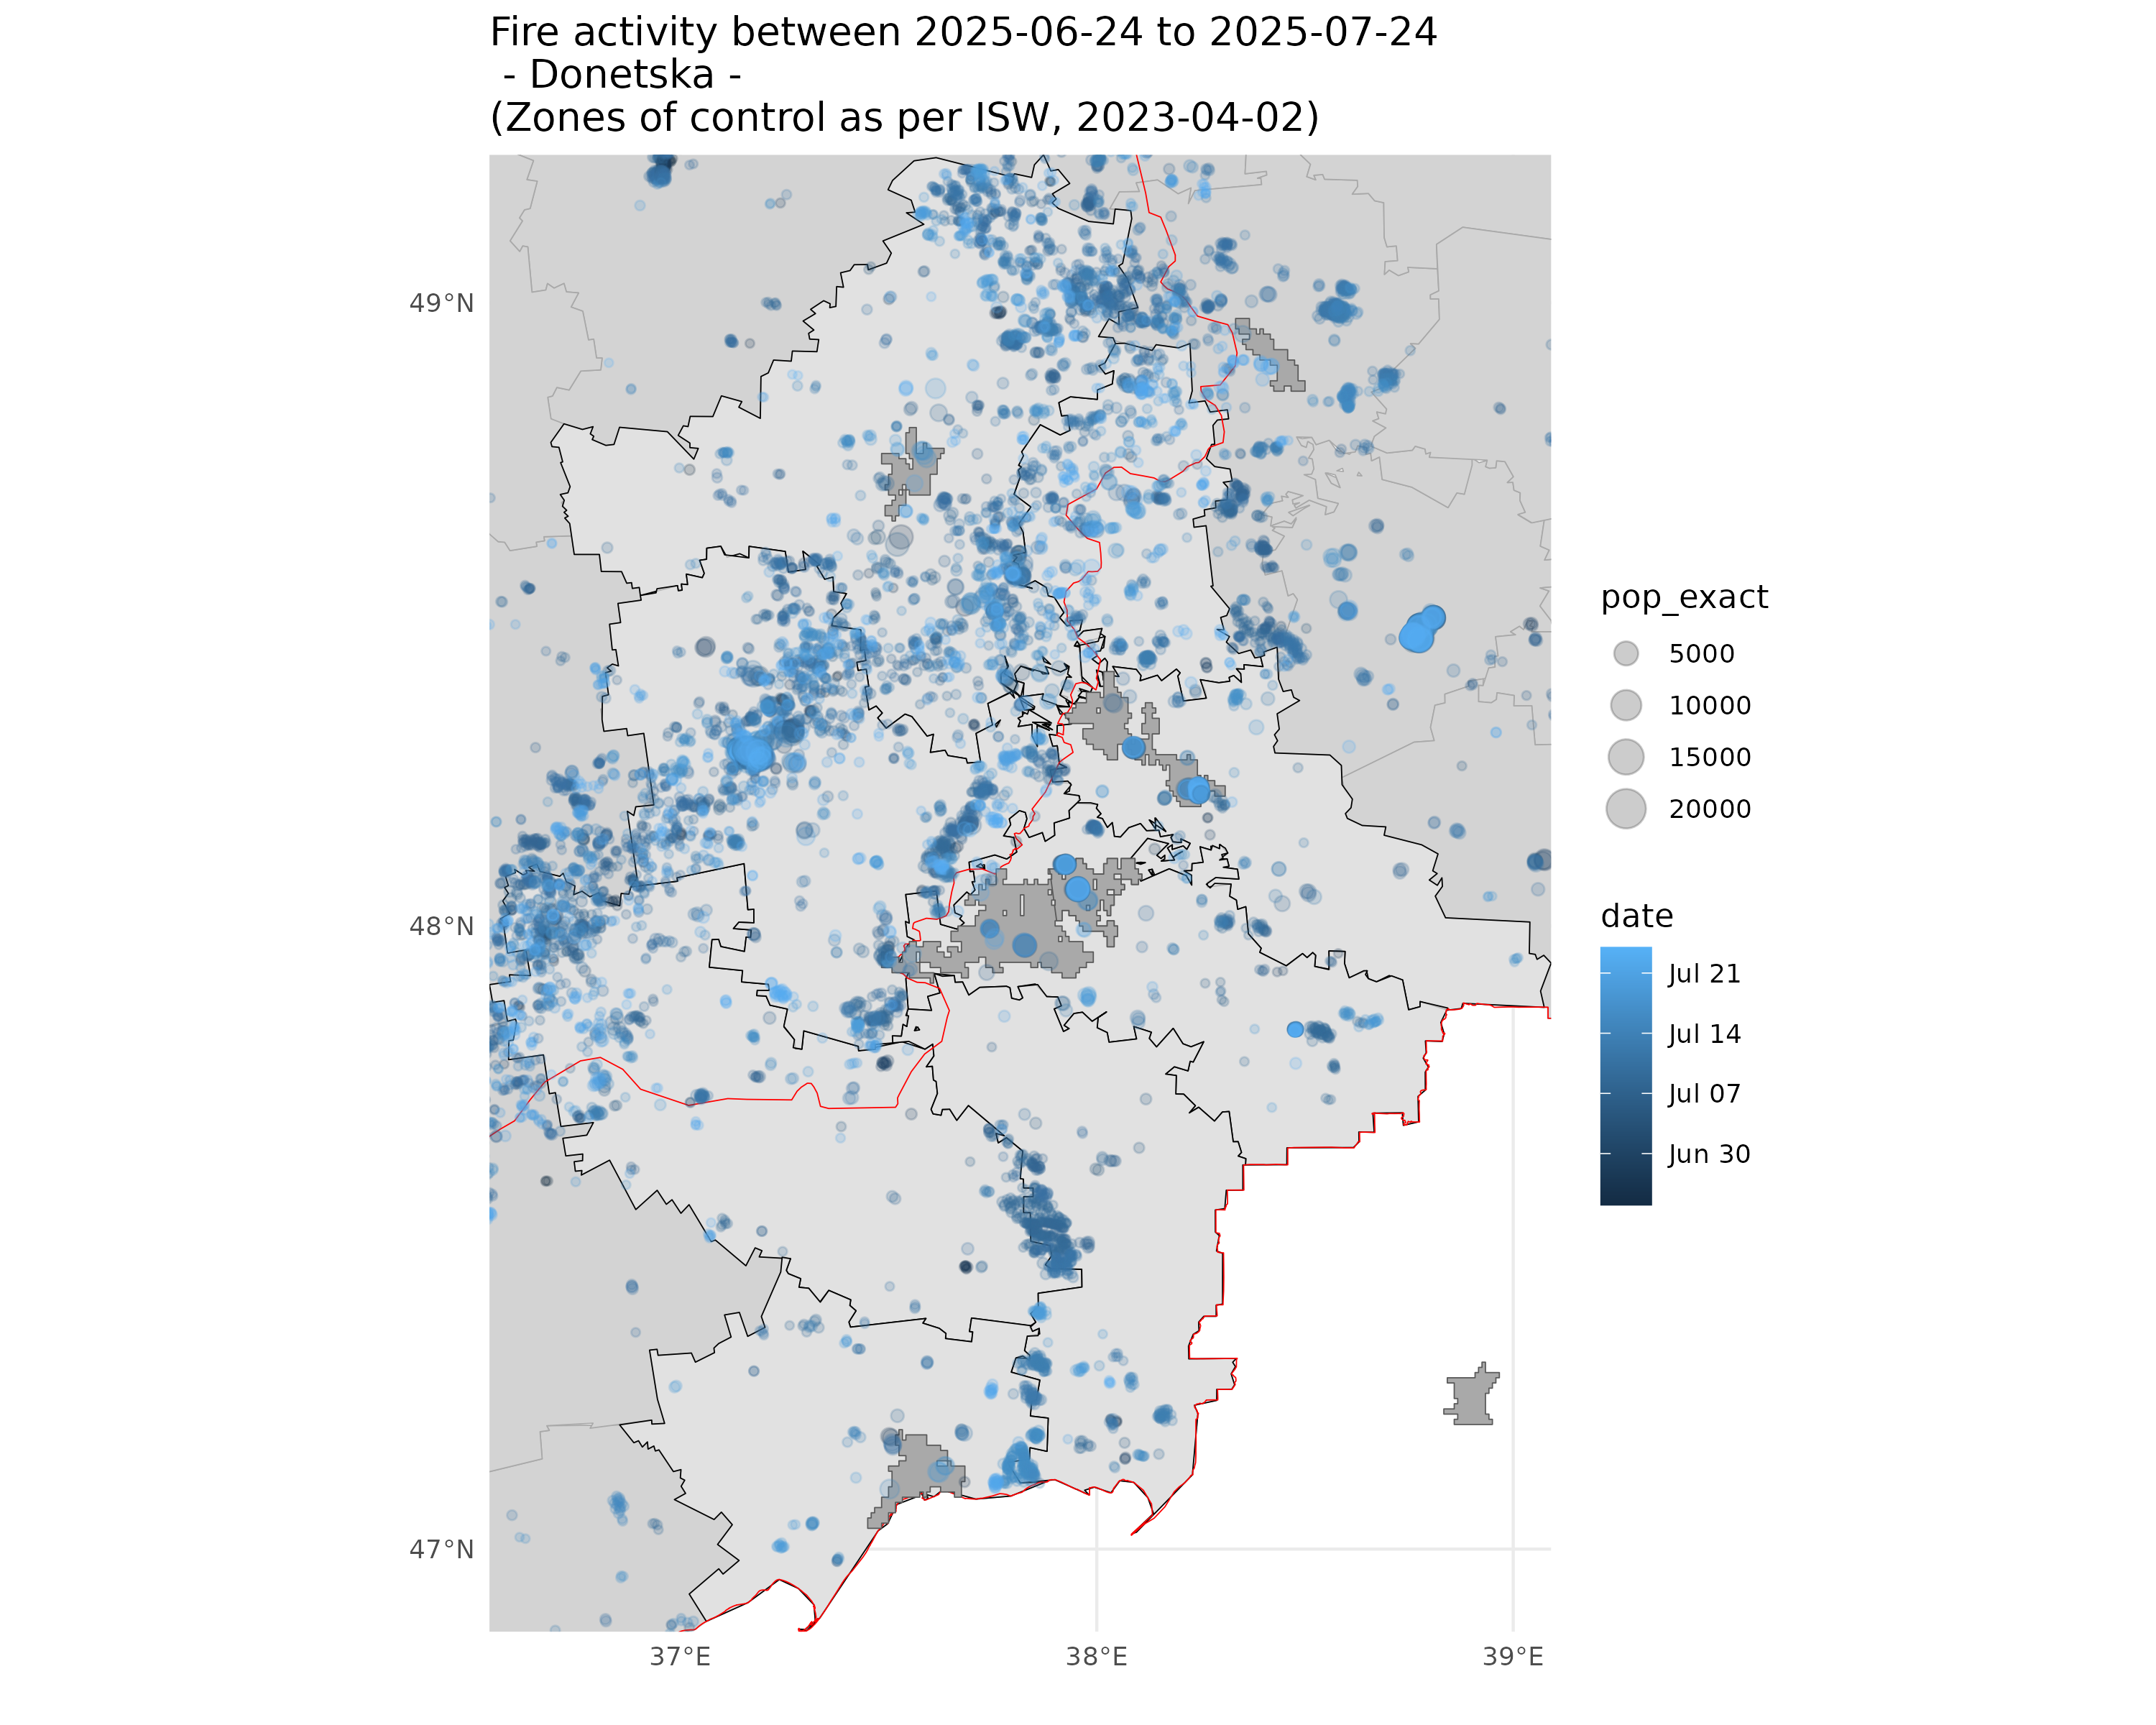 Fire activity between 2025-06-24 to 2025-07-24
- Donetska -
(Zones of control as per ISW, 2023-04-02)
49°N
48°N
47°N
37°E
38°E
39°E
pop_exact
5000
10000
15000
20000
date
Jul 21
Jul 14
Jul 07
Jun 30